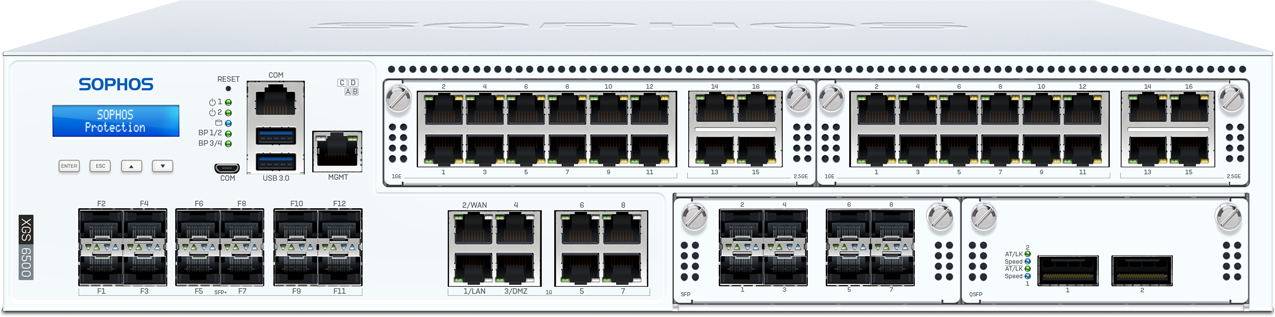 SOPHOS
SOPHOS
SOPHOS
Protection
ENTER ESC
RESET
1
2
BP 1/2
BP 3/4
COM
COM
USB 3.0
MGMT
C D
A B
2 4 6 8 10 12 14 16
1 3 5 7 9 11 13 15
1GE 2.5GE
2 4 6 8 10 12 14 16
1 3 5 7 9 11 13 15
1GE 2.5GE
XGS 6500
F2 F4 F6 F8 F10 F12
F1 F3 F5 SFP+ F7 F9 F11
2/WAN 4 6 8
1/LAN 3/DMZ 1G 5 7
2 4 6 8
SFP 1 3 5 7
2
AT/LK
Speed
AT/LK
Speed
1
QSFP 1 2